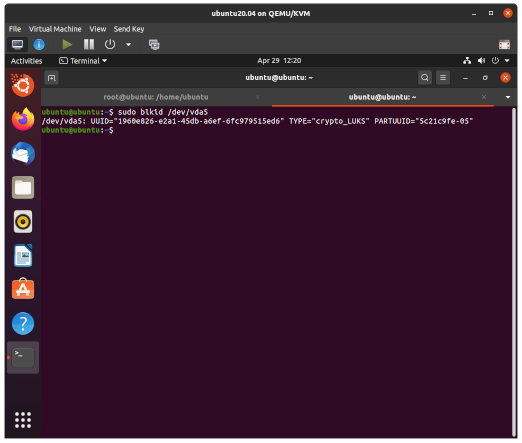 ubuntu20.04 on QEMU/KVM
File Virtual Machine View Send Key
Activities Terminal Apr 29 12:20
ubuntu@ubuntu: ~
root@ubuntu: /home/ubuntu ubuntu@ubuntu: ~
ubuntu@ubuntu:~$ sudo blkid /dev/vda5
/dev/vda5: UUID="1960e826-e2a1-45db-a6ef-6fc979515ed6" TYPE="crypto_LUKS" PARTUUID="5c21c9fe-05"
ubuntu@ubuntu:~$